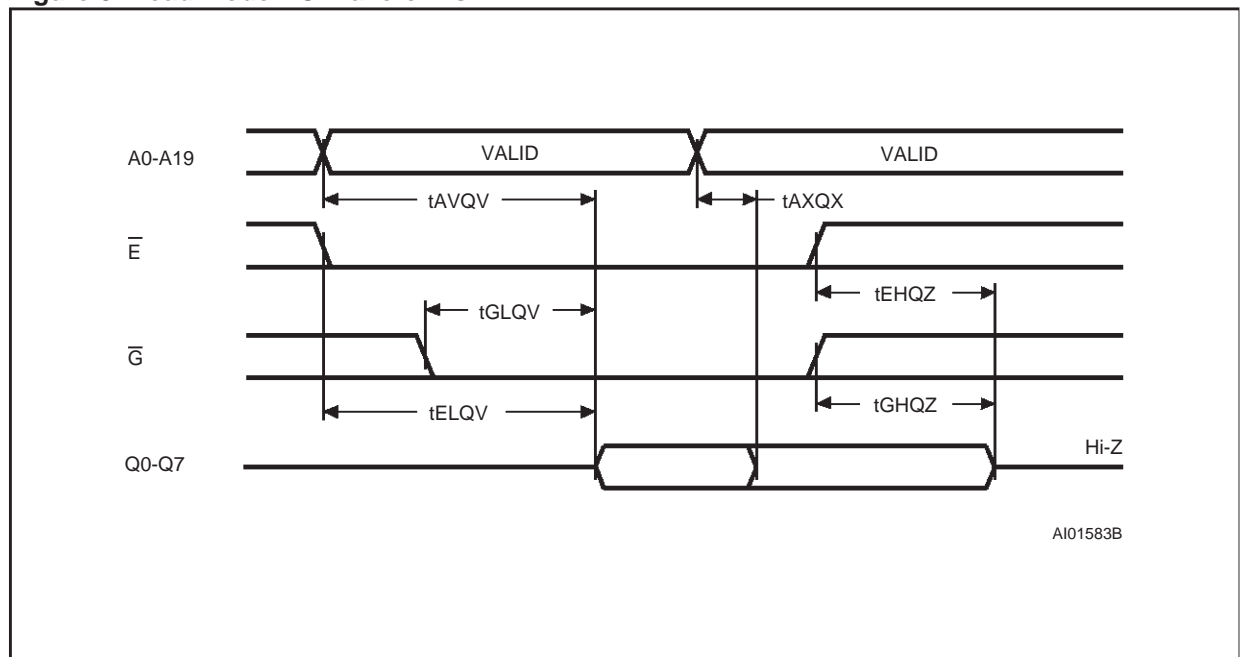 A0-A19
VALID
VALID
tAVQV
tAXQX
E
tEHQZ
tGLQV
G
tELQV
tGHQZ
Q0-Q7
Hi-Z
AI01583B